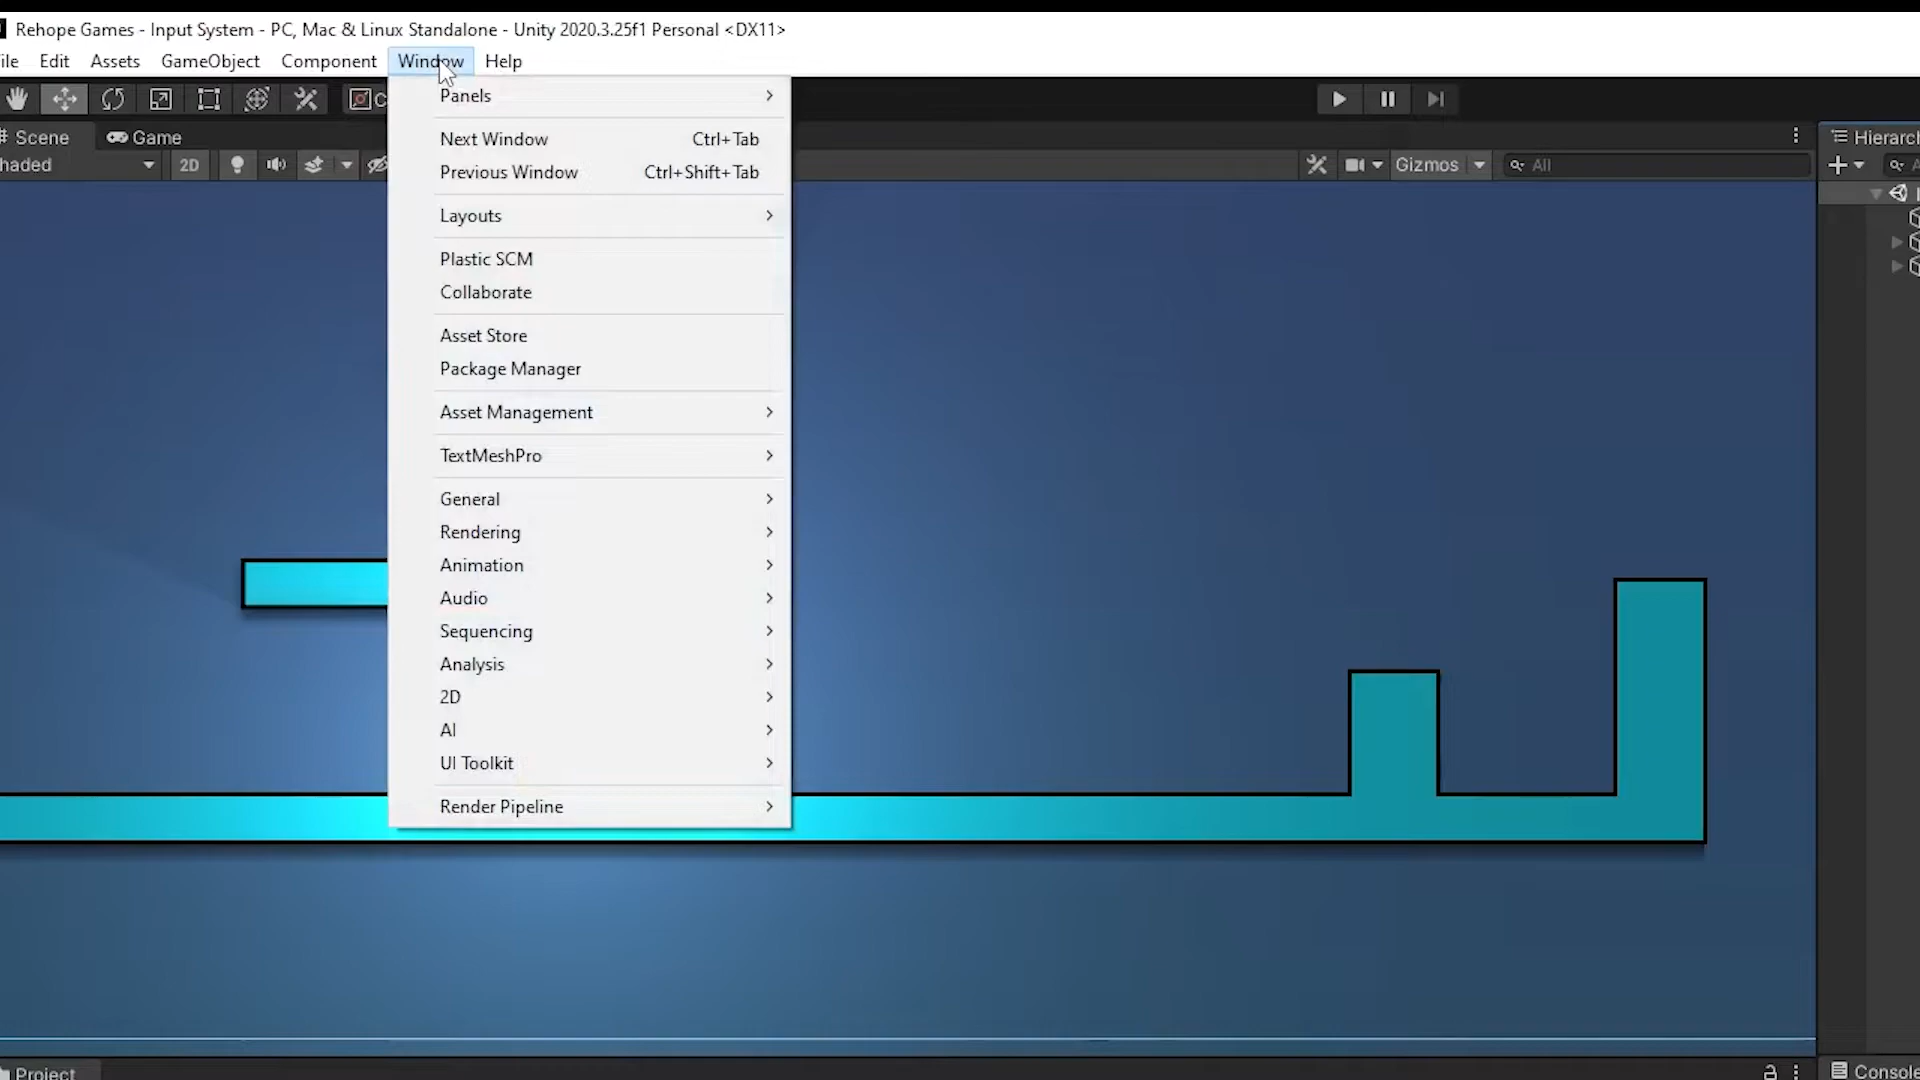 Rehope Games - Input System - PC, Mac & Linux Standalone - Unity 2020.3.25f1 Personal <DX11>
ile Edit Assets GameObject Component Window Help
C
Scene Game Hierarch
haded 2D Gizmos All
Panels
Next Window Ctrl+Tab
Previous Window Ctrl+Shift+Tab
Layouts
Plastic SCM
Collaborate
Asset Store
Package Manager
Asset Management
TextMeshPro
General
Rendering
Animation
Audio
Sequencing
Analysis
2D
AI
UI Toolkit
Render Pipeline
Project Console